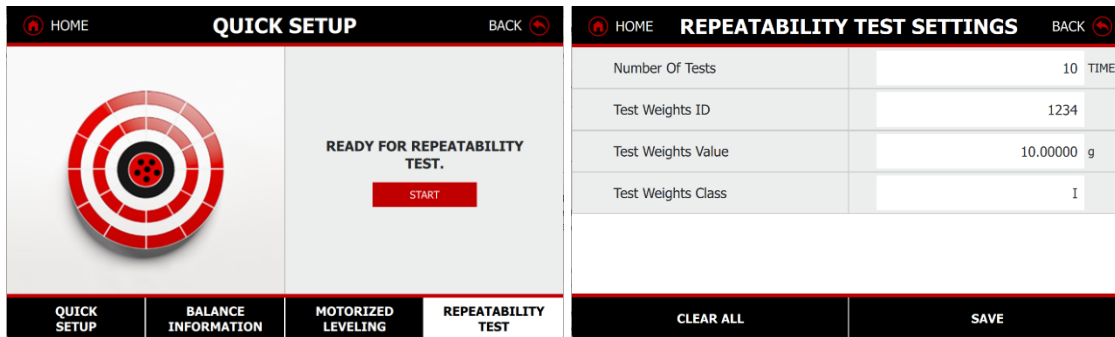 HOME QUICK SETUP BACK
READY FOR REPEATABILITY
TEST.
START
QUICK
SETUP
BALANCE
INFORMATION
MOTORIZED
LEVELING
REPEATABILITY
TEST
HOME REPEATABILITY TEST SETTINGS BACK
Number Of Tests 10 TIME
Test Weights ID 1234
Test Weights Value 10.00000 g
Test Weights Class I
CLEAR ALL SAVE